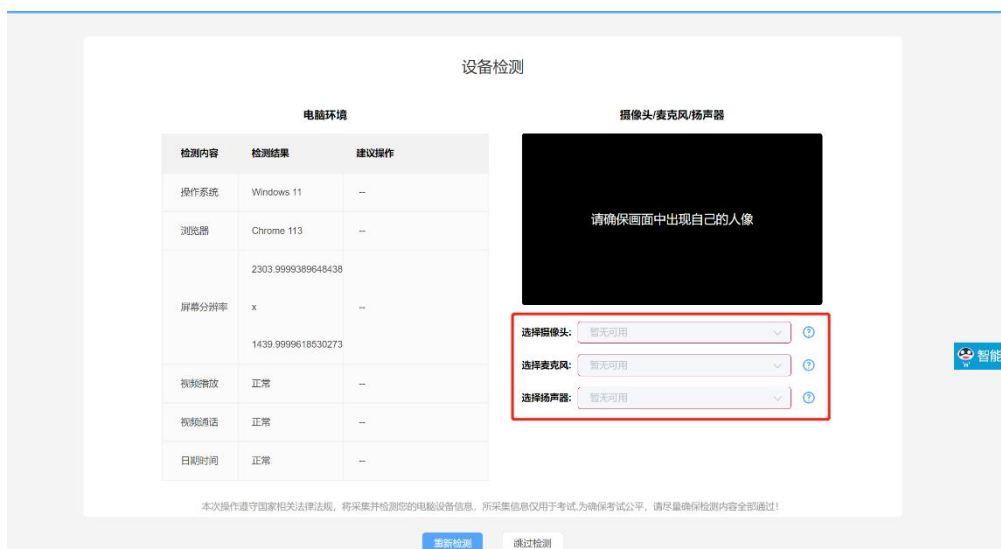 设备检测
电脑环境
检测内容 检测结果 建议操作
操作系统 Windows 11 --
浏览器 Chrome 113 --
屏幕分辨率 2303.9999389648438 x 1439.9999618530273 --
视频播放 正常 --
视频通话 正常 --
日期时间 正常 --
摄像头/麦克风/扬声器
请确保画面中出现自己的人像
选择摄像头: 暂无可用
选择麦克风: 暂无可用
选择扬声器: 暂无可用
智能
本次操作遵守国家相关法律法规，将采集并检测您的电脑设备信息，所采集信息仅用于考试,为确保考试公平，请尽量确保检测内容全部通过!
重新检测 跳过检测